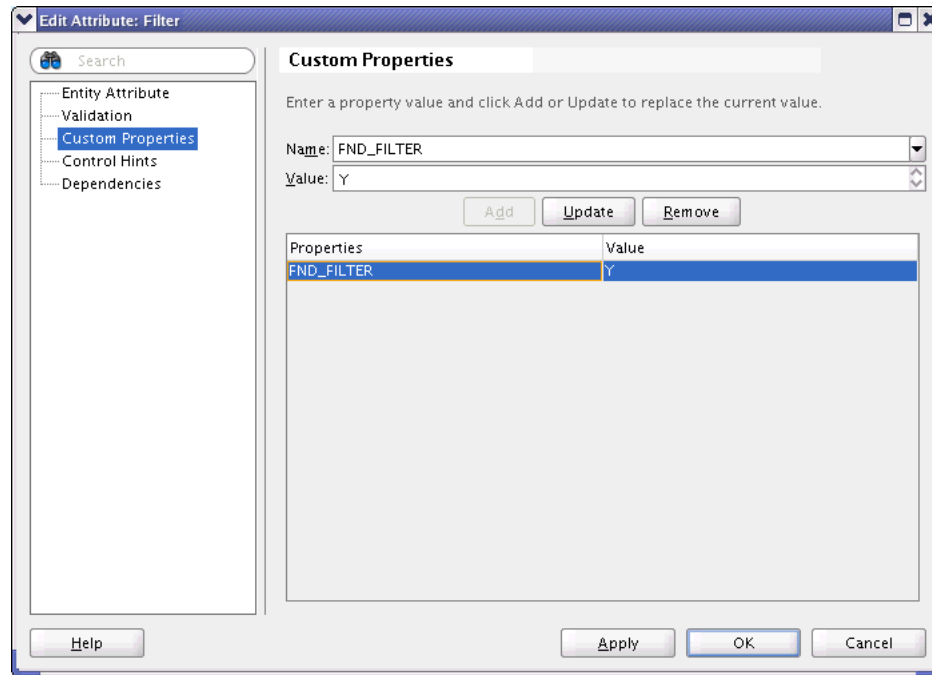 Edit Attribute: Filter
Search
Entity Attribute
Validation
Custom Properties
Control Hints
Dependencies
Custom Properties
Enter a property value and click Add or Update to replace the current value.
Name: FND_FILTER
Value: Y
Add Update Remove
Properties Value
FND_FILTER Y
Help Apply OK Cancel